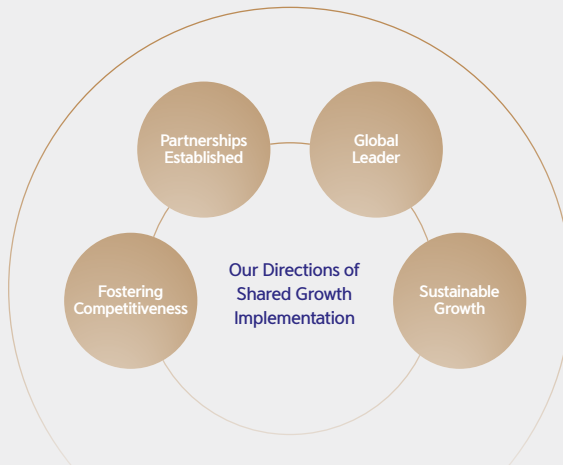 Partnerships
Established
Global
Leader
Fostering
Competitiveness
Our Directions of
Shared Growth
Implementation
Sustainable
Growth